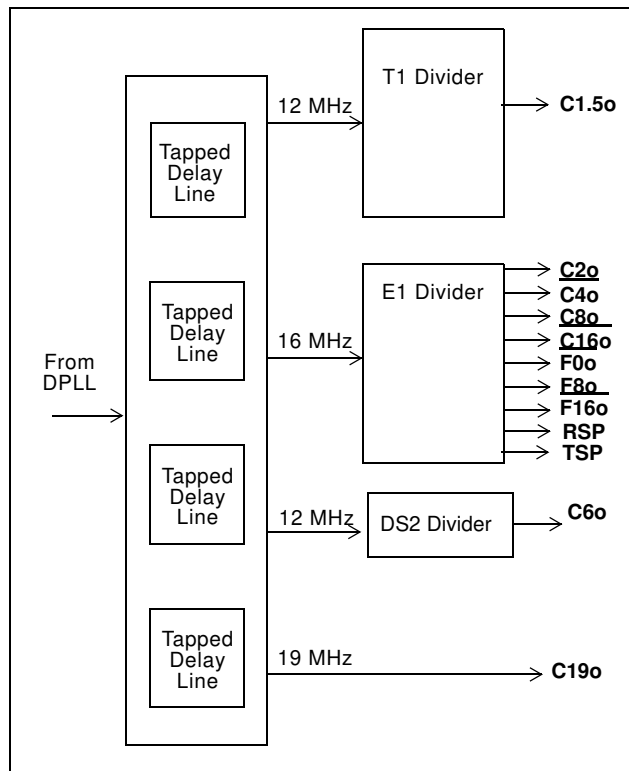 From
DPLL
Tapped
Delay
Line
Tapped
Delay
Line
Tapped
Delay
Line
Tapped
Delay
Line
12 MHz
T1 Divider
C1.5o
16 MHz
E1 Divider
C2o
C4o
C8o
C16o
F0o
F8o
F16o
RSP
TSP
12 MHz
DS2 Divider
C6o
19 MHz
C19o